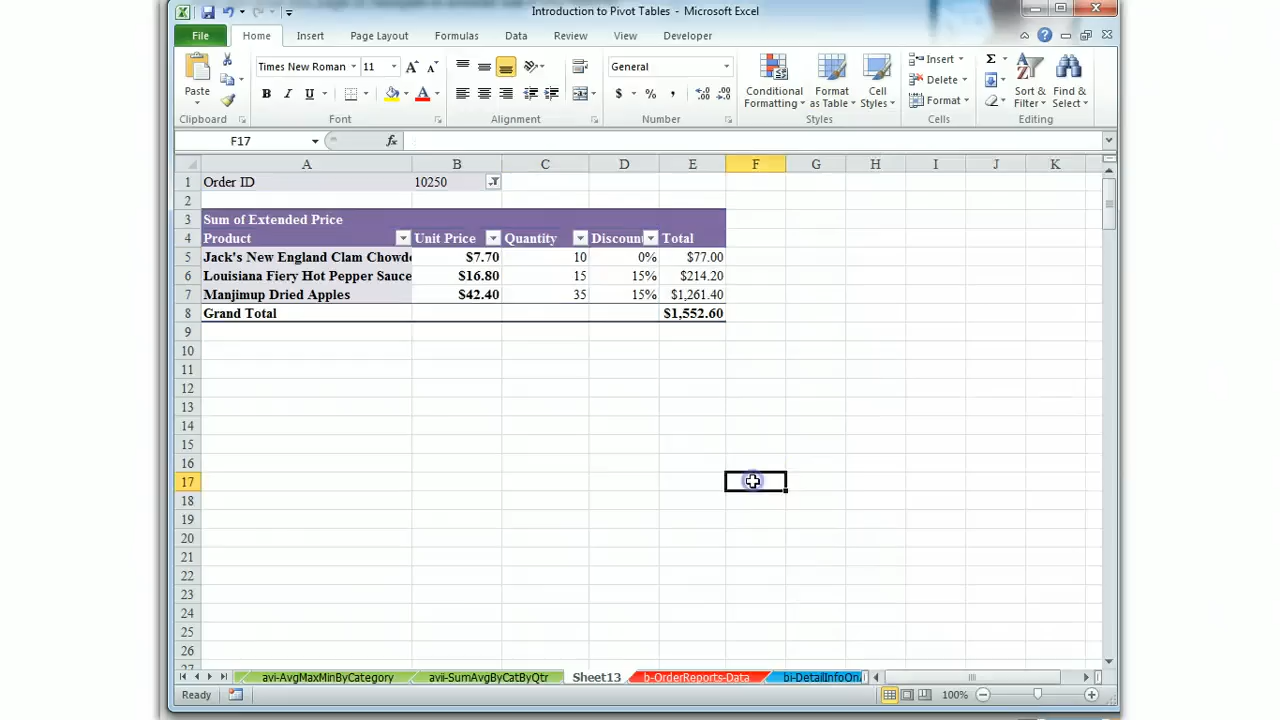 Introduction to Pivot Tables - Microsoft Excel
File Home Insert Page Layout Formulas Data Review View Developer
Times New Roman 11 General Insert Σ
Delete
Paste B I U A $ % , .00 Conditional Formatting Format as Table Cell Styles Format Sort & Filter Find & Select
Clipboard Font Alignment Number Styles Cells Editing
F17 fx
A B C D E F G H I J K
1 Order ID 10250
2
3 Sum of Extended Price
4 Product Unit Price Quantity Discoun Total
5 Jack's New England Clam Chowd $7.70 10 0% $77.00
6 Louisiana Fiery Hot Pepper Sauce $16.80 15 15% $214.20
7 Manjimup Dried Apples $42.40 35 15% $1,261.40
8 Grand Total $1,552.60
9
10
11
12
13
14
15
16
17
18
19
20
21
22
23
24
25
26
27
avi-AvgMaxMinByCategory avii-SumAvgByCatByQtr Sheet13 b-OrderReports-Data bi-DetailInfoOn
Ready 100%